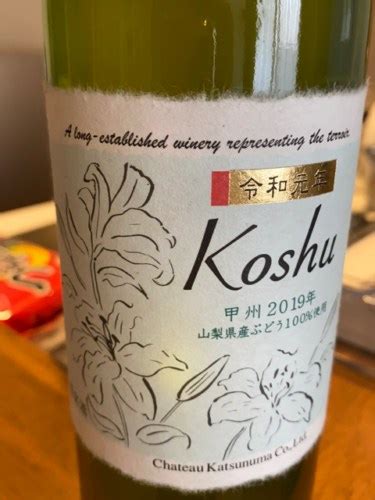 A long-established winery representing the terroir.
令和元年
Koshu
甲州 2019年
山梨県産ぶどう100%使用
Chateau Katsunuma Co., Ltd.